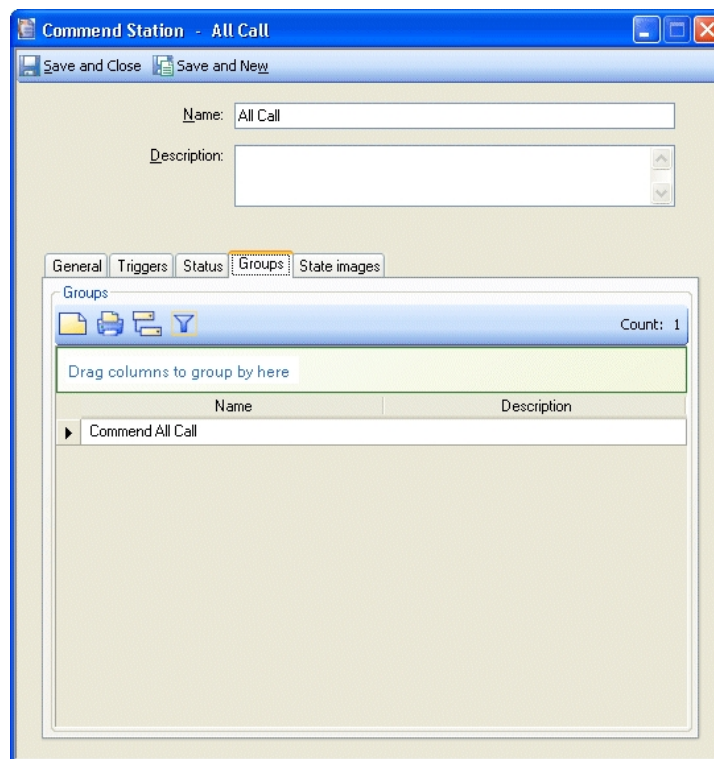 Commend Station - All Call
Save and Close Save and New
Name: All Call
Description:
General Triggers Status Groups State images
Groups
Count: 1
Drag columns to group by here
Name Description
Commend All Call